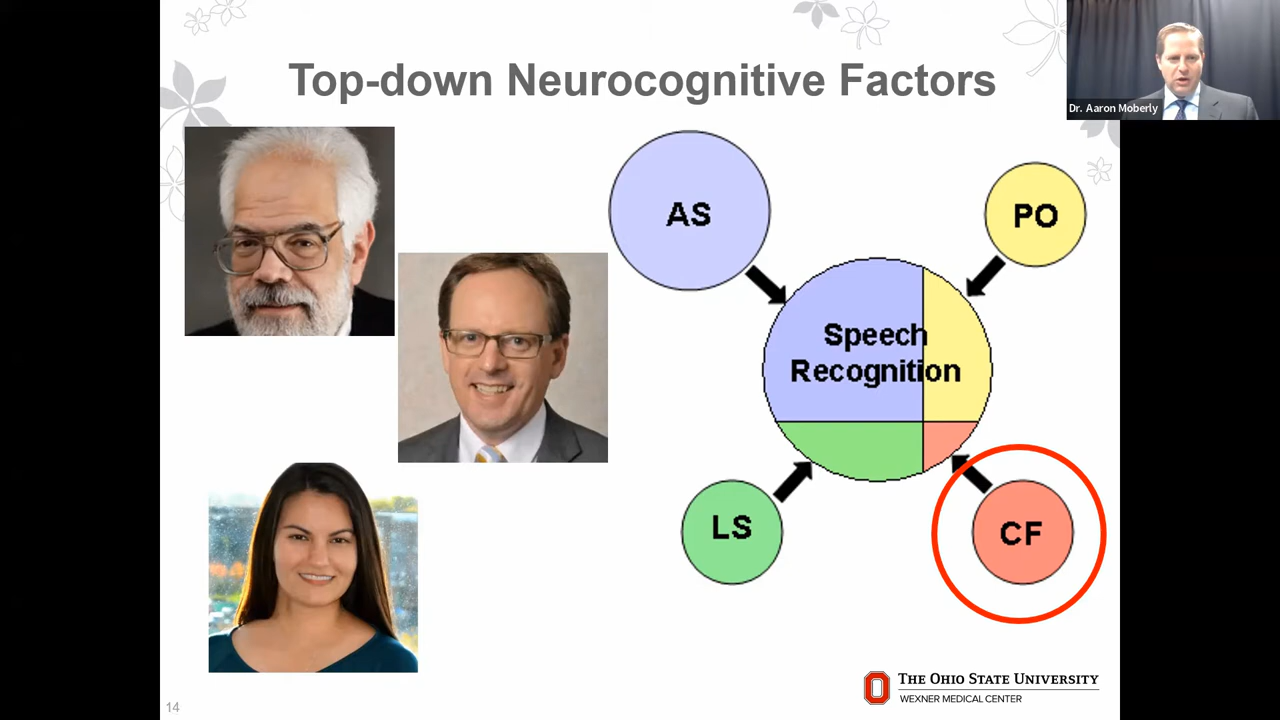 Top-down Neurocognitive Factors
Dr. Aaron Moberly
AS
PO
Speech
Recognition
LS
CF
THE OHIO STATE UNIVERSITY
WEXNER MEDICAL CENTER
14